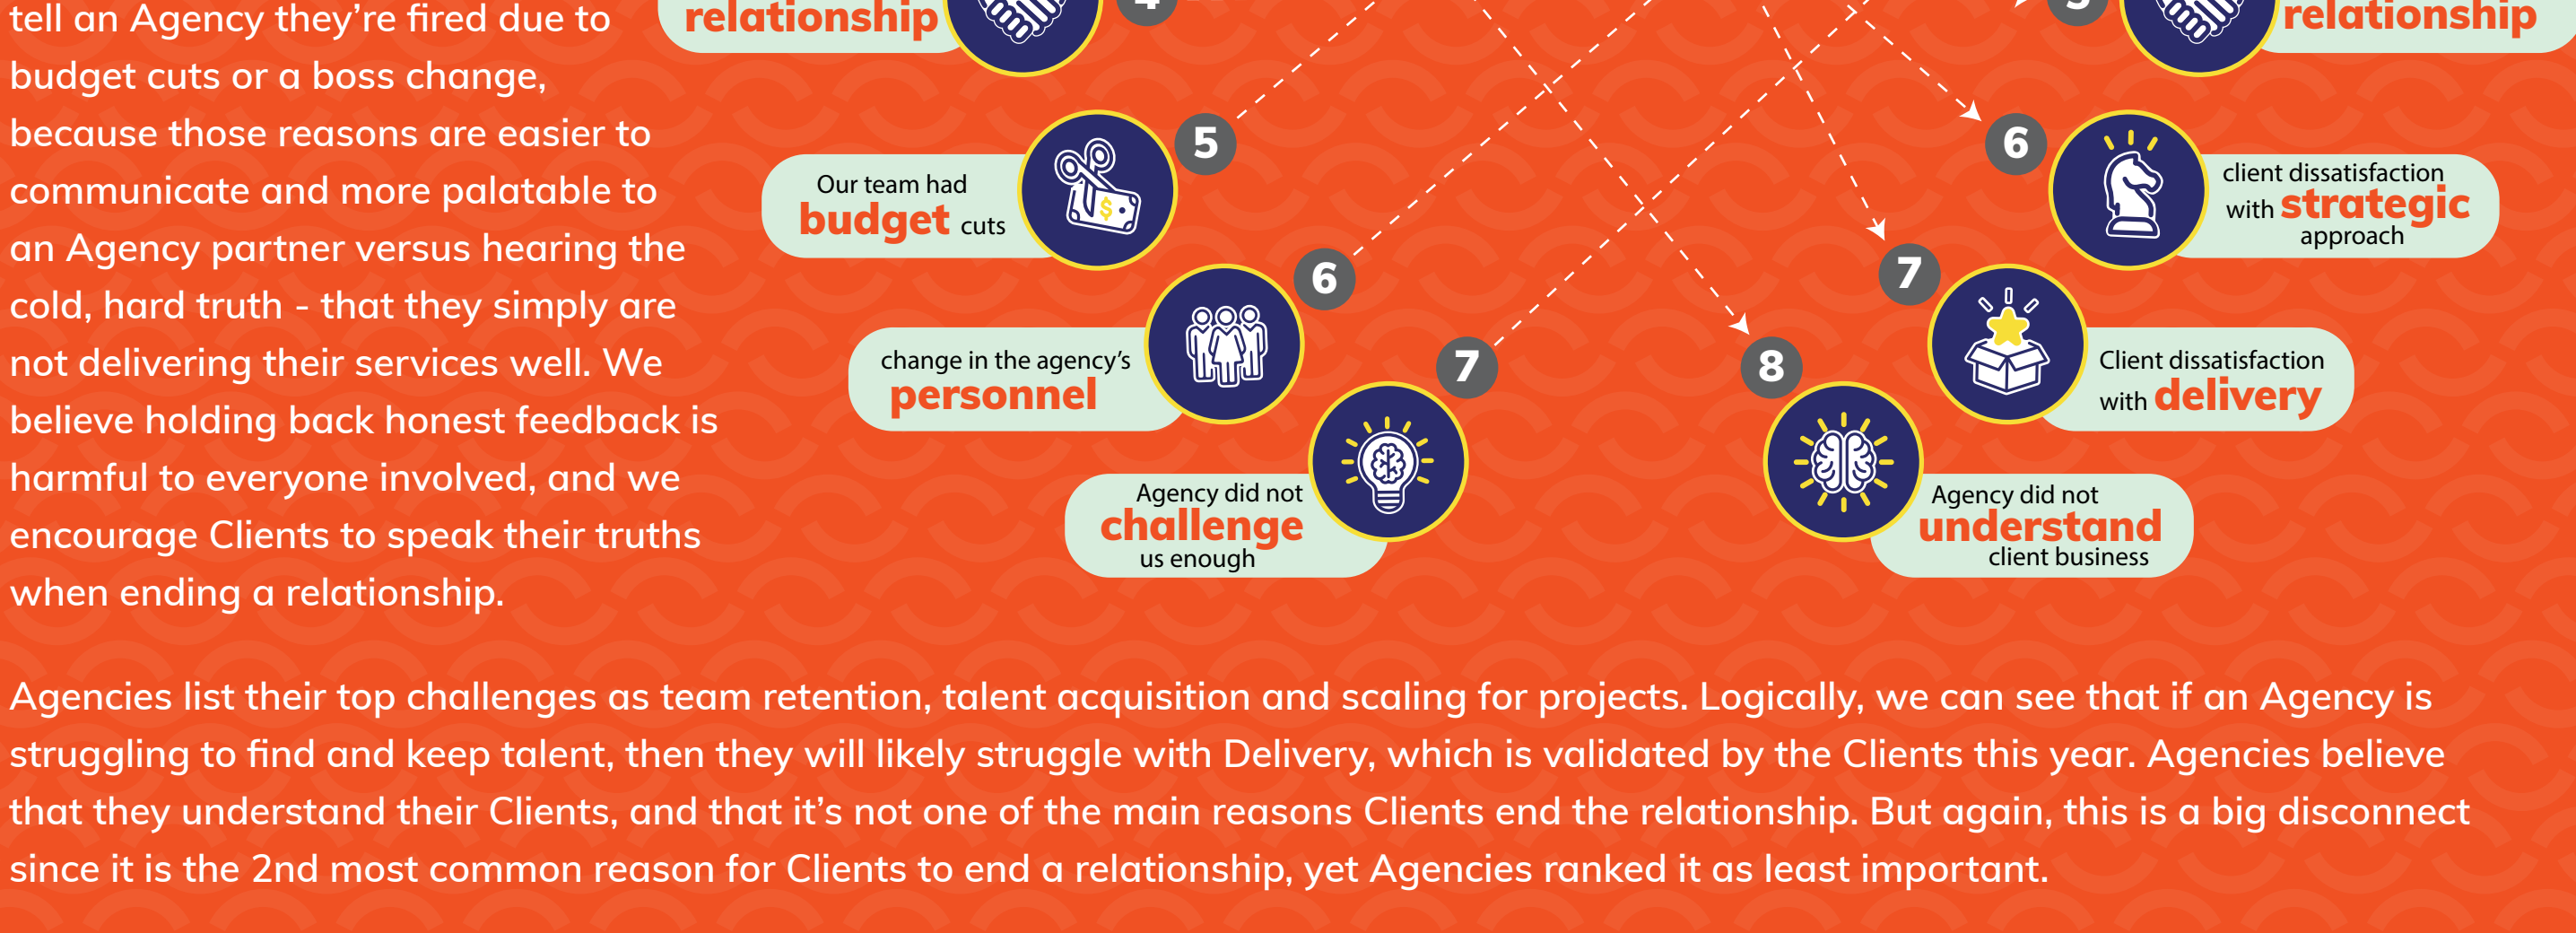 tell an Agency they're fired due to
budget cuts or a boss change,
because those reasons are easier to
communicate and more palatable to
an Agency partner versus hearing the
cold, hard truth - that they simply are
not delivering their services well. We
believe holding back honest feedback is
harmful to everyone involved, and we
encourage Clients to speak their truths
when ending a relationship.
relationship
4
5
Our team had
budget cuts
6
change in the agency's
personnel
7
Agency did not
challenge
us enough
relationship
6
client dissatisfaction
with strategic
approach
7
Client dissatisfaction
with delivery
8
Agency did not
understand
client business
Agencies list their top challenges as team retention, talent acquisition and scaling for projects. Logically, we can see that if an Agency is
struggling to find and keep talent, then they will likely struggle with Delivery, which is validated by the Clients this year. Agencies believe
that they understand their Clients, and that it's not one of the main reasons Clients end the relationship. But again, this is a big disconnect
since it is the 2nd most common reason for Clients to end a relationship, yet Agencies ranked it as least important.